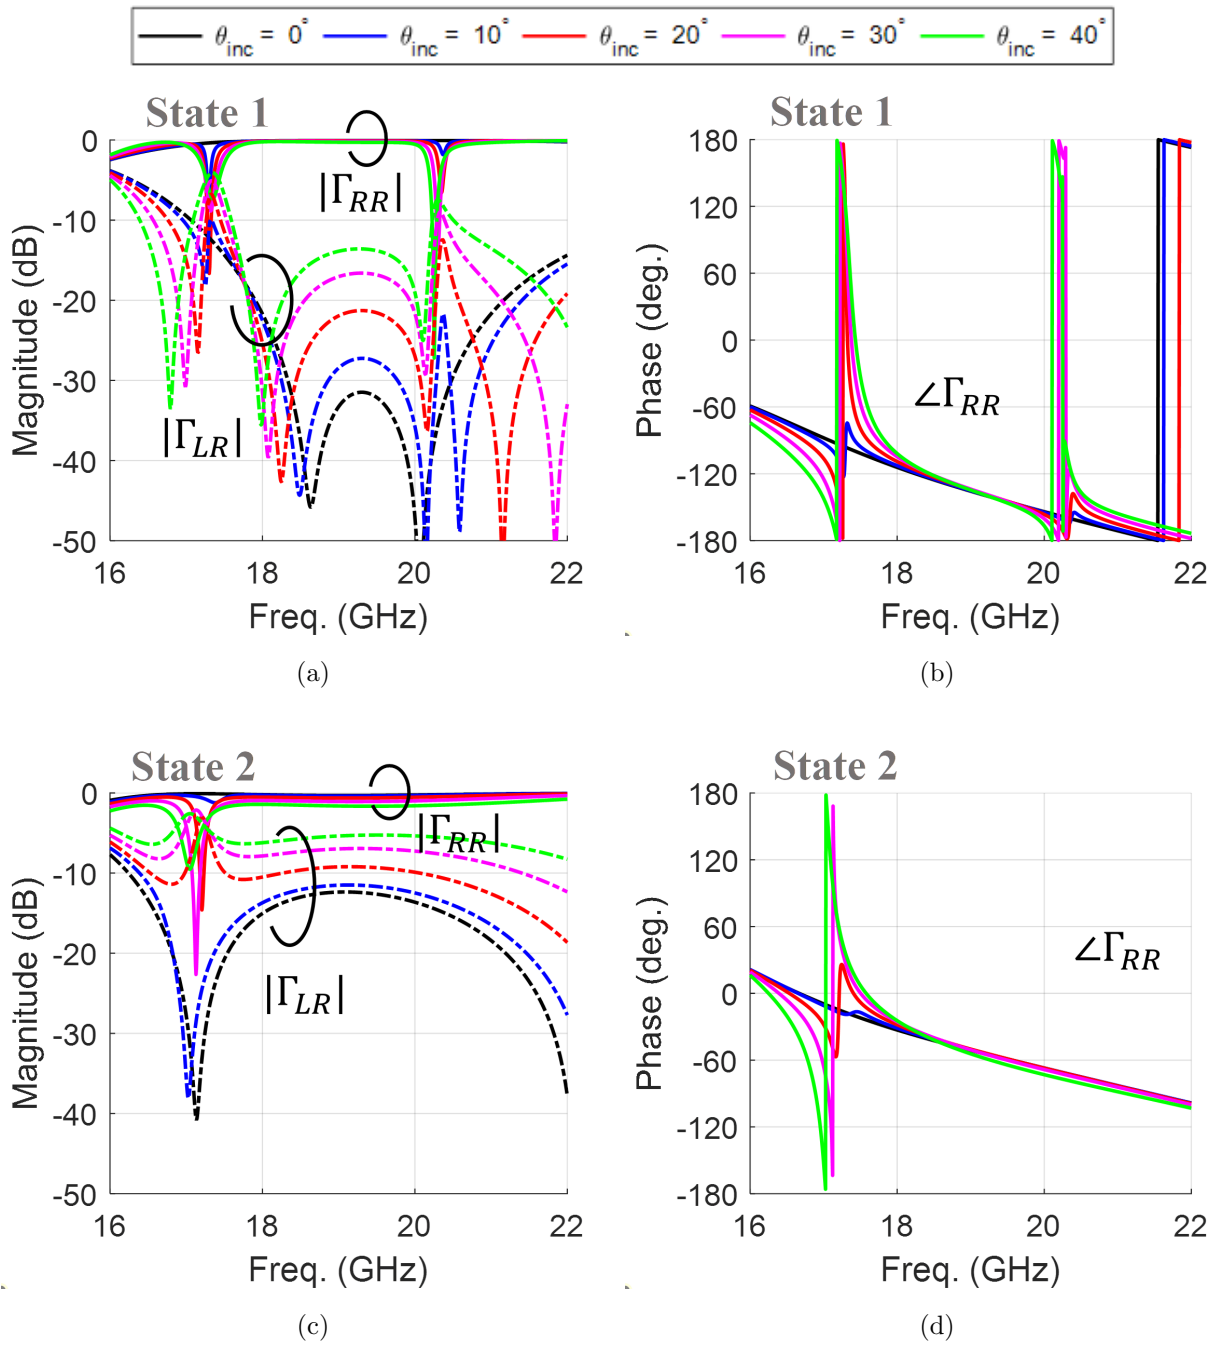 θinc = 0° θinc = 10° θinc = 20° θinc = 30° θinc = 40°
State 1
Magnitude (dB)
0
-10
-20
-30
-40
-50
|ΓRR|
|ΓLR|
16 18 20 22
Freq. (GHz)
(a)
State 1
Phase (deg.)
180
120
60
0
-60
-120
-180
∠ΓRR
16 18 20 22
Freq. (GHz)
(b)
State 2
Magnitude (dB)
0
-10
-20
-30
-40
-50
|ΓRR|
|ΓLR|
16 18 20 22
Freq. (GHz)
(c)
State 2
Phase (deg.)
180
120
60
0
-60
-120
-180
∠ΓRR
16 18 20 22
Freq. (GHz)
(d)